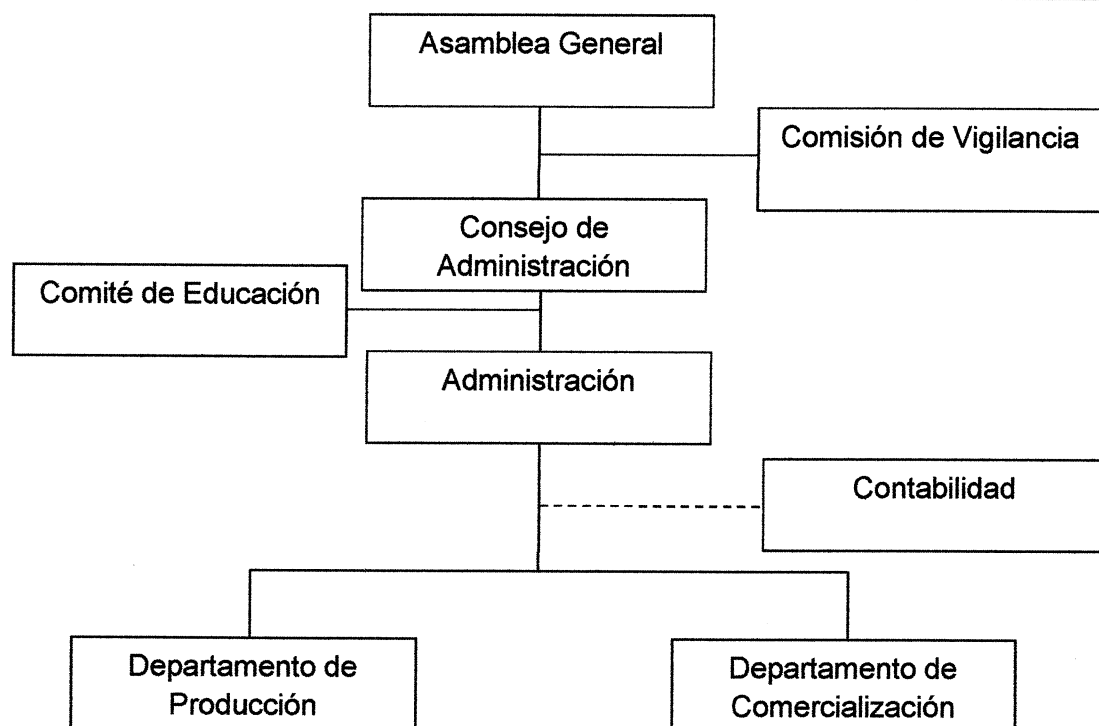 Asamblea General
Comisión de Vigilancia
Consejo de
Administración
Comité de Educación
Administración
Contabilidad
Departamento de
Producción
Departamento de
Comercialización